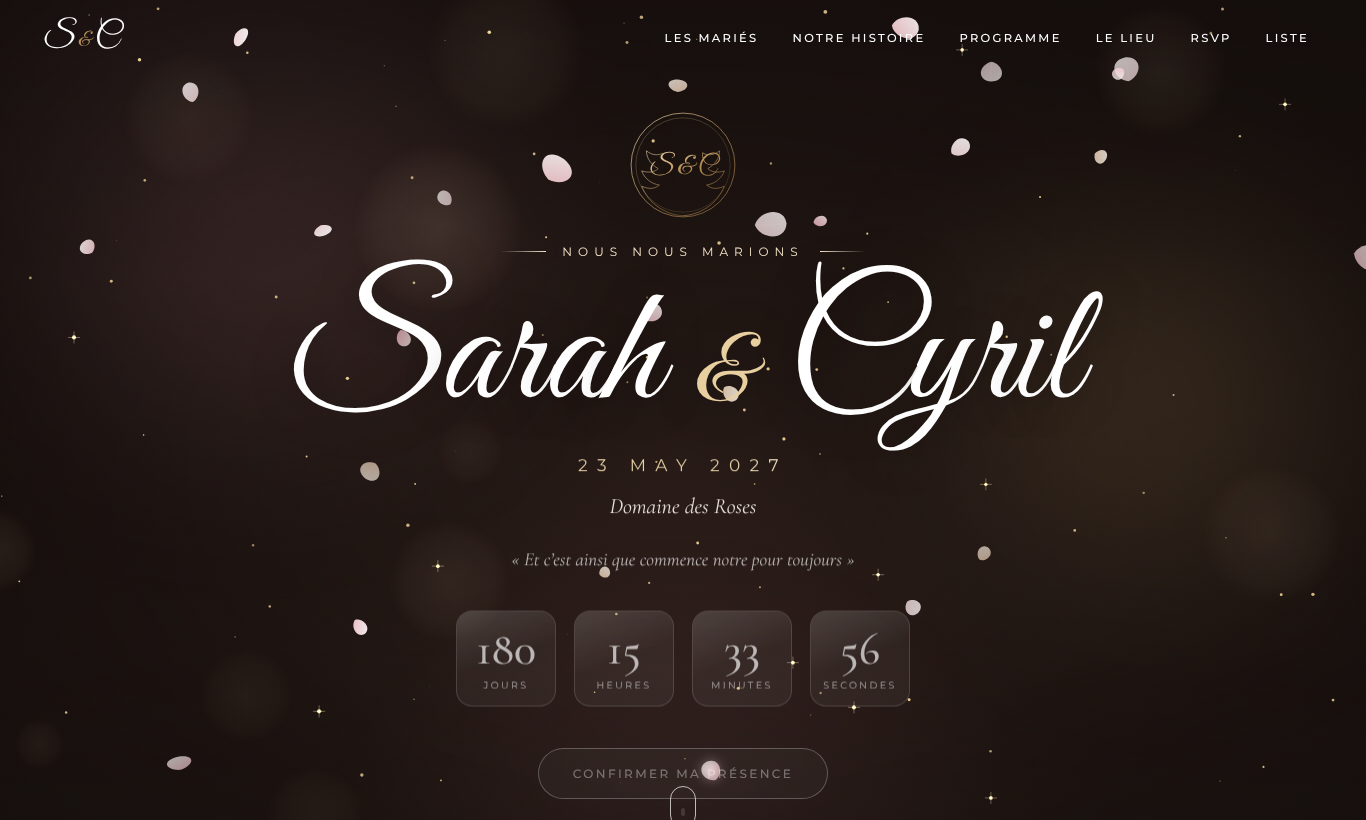 S&C
LES MARIÉS NOTRE HISTOIRE PROGRAMME LE LIEU RSVP LISTE
S&C
NOUS NOUS MARIONS
Sarah & Cyril
23 MAY 2027
Domaine des Roses
« Et c’est ainsi que commence notre pour toujours »
180 15 33 56
JOURS HEURES MINUTES SECONDES
CONFIRMER MA PRÉSENCE